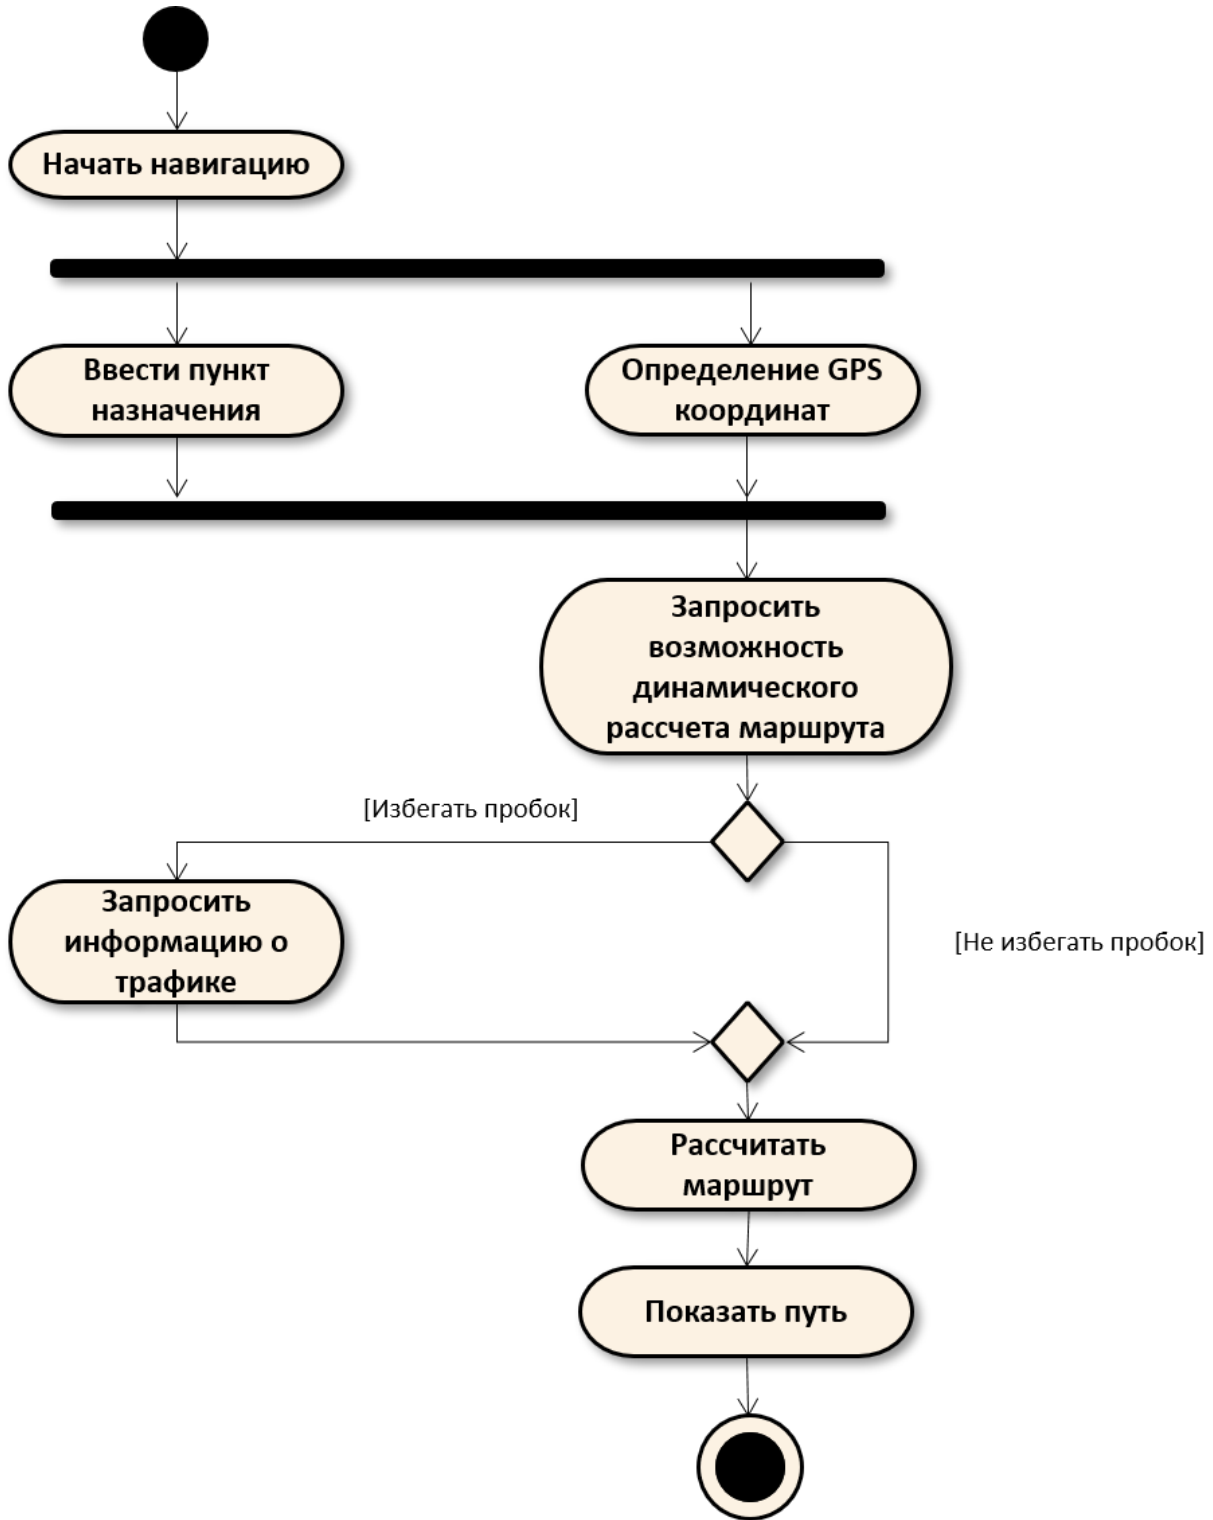 Начать навигацию
Ввести пункт
назначения
Определение GPS
координат
Запросить
возможность
динамического
рассчета маршрута
[Избегать пробок]
Запросить
информацию о
трафике
[Не избегать пробок]
Рассчитать
маршрут
Показать путь